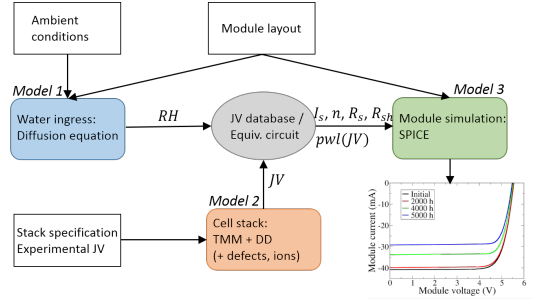 Ambient
conditions
Module layout
Model 1
Model 3
Water ingress:
Diffusion equation
RH
JV database /
Equiv. circuit
I_s, n, R_s, R_sh
pwl(JV)
Module simulation:
SPICE
JV
Model 2
Stack specification
Experimental JV
Cell stack:
TMM + DD
(+ defects, ions)
Initial
2000 h
4000 h
5000 h
Module current (mA)
0
-10
-20
-30
-40
0 1 2 3 4 5 6
Module voltage (V)